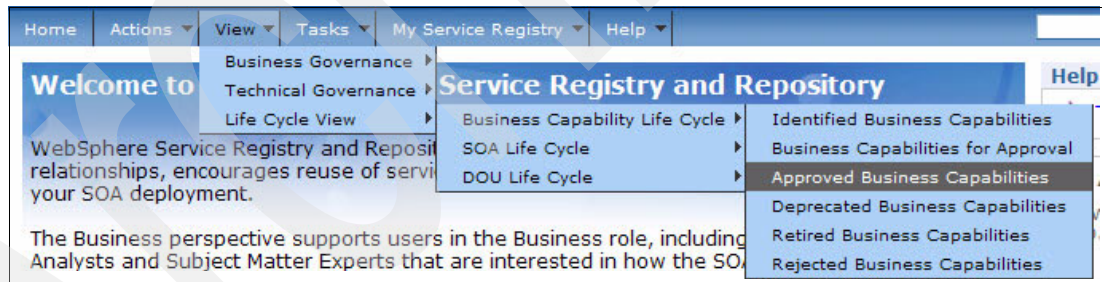 Home Actions View Tasks My Service Registry Help
Business Governance
Technical Governance
Life Cycle View
Business Capability Life Cycle
SOA Life Cycle
DOU Life Cycle
Identified Business Capabilities
Business Capabilities for Approval
Approved Business Capabilities
Deprecated Business Capabilities
Retired Business Capabilities
Rejected Business Capabilities
Welcome to Service Registry and Repository
Help
WebSphere Service Registry and
relationships, encourages reuse of
your SOA deployment.
The Business perspective supports users in the Business role, including
Analysts and Subject Matter Experts that are interested in how the